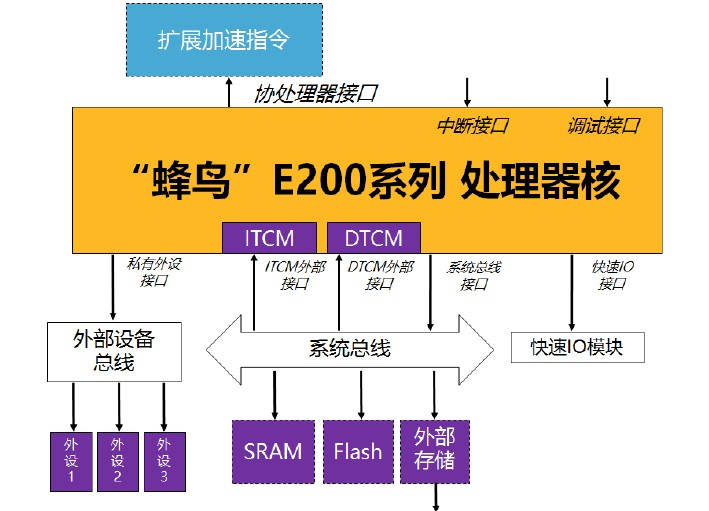 扩展加速指令
协处理器接口
中断接口
调试接口
“蜂鸟”E200系列 处理器核
ITCM
DTCM
私有外设
接口
ITCM外部
接口
DTCM外部
接口
系统总线
接口
快速IO
接口
外部设备
总线
系统总线
快速IO模块
外
设
1
外
设
2
外
设
3
SRAM
Flash
外部
存储